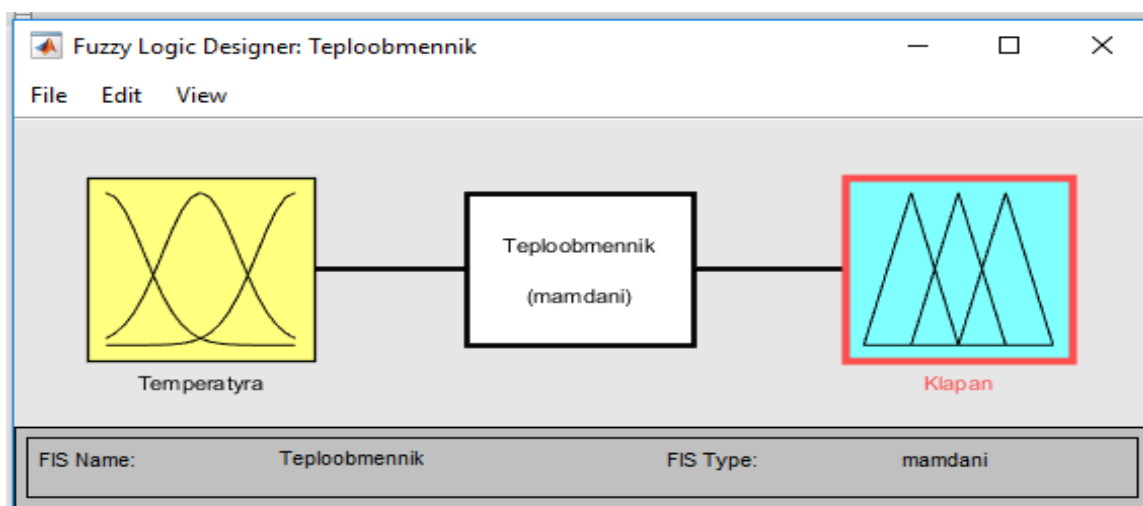 Fuzzy Logic Designer: Teploobmennik
File Edit View
Teploobmennik
(mamdani)
Temperatyra
Klapan
FIS Name: Teploobmennik FIS Type: mamdani